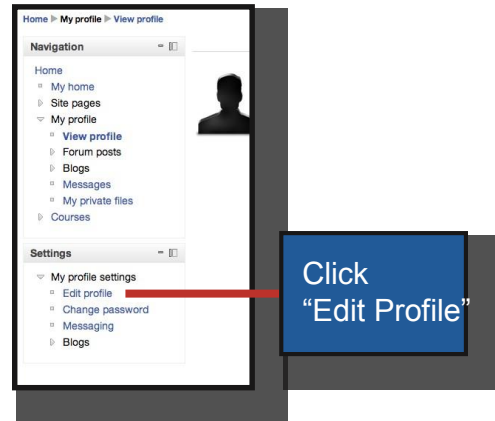 Home ▶ My profile ▶ View profile
Navigation
Home
My home
Site pages
My profile
View profile
Forum posts
Blogs
Messages
My private files
Courses
Settings
My profile settings
Edit profile
Change password
Messaging
Blogs
Click
“Edit Profile”